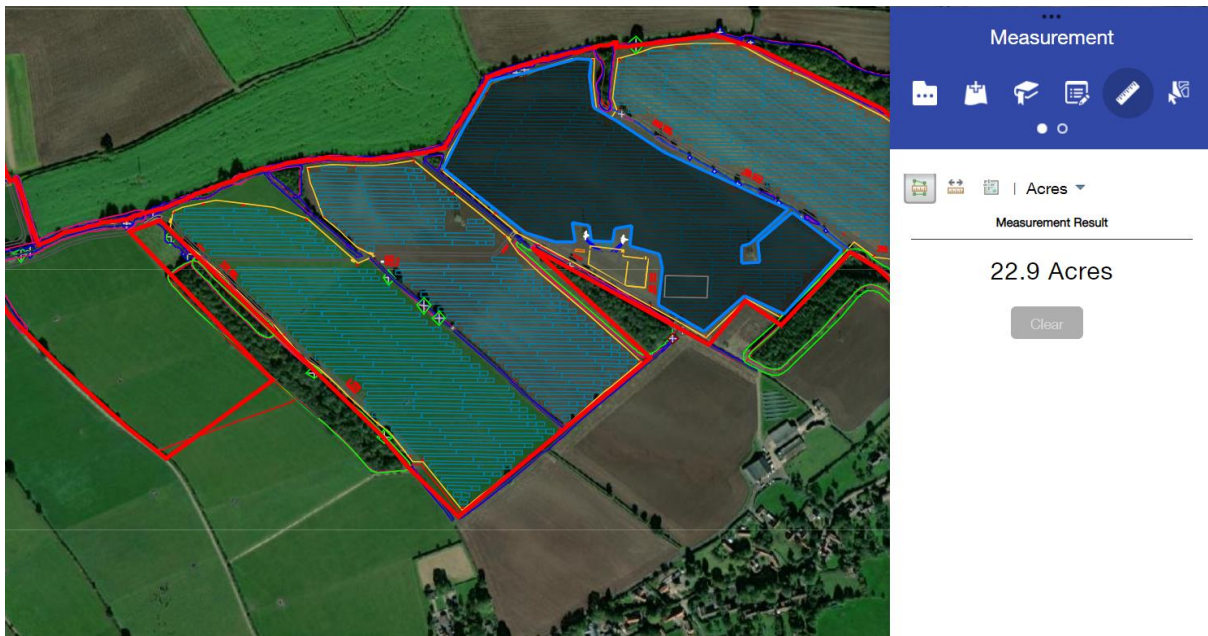 Measurement
Acres
Measurement Result
22.9 Acres
Clear